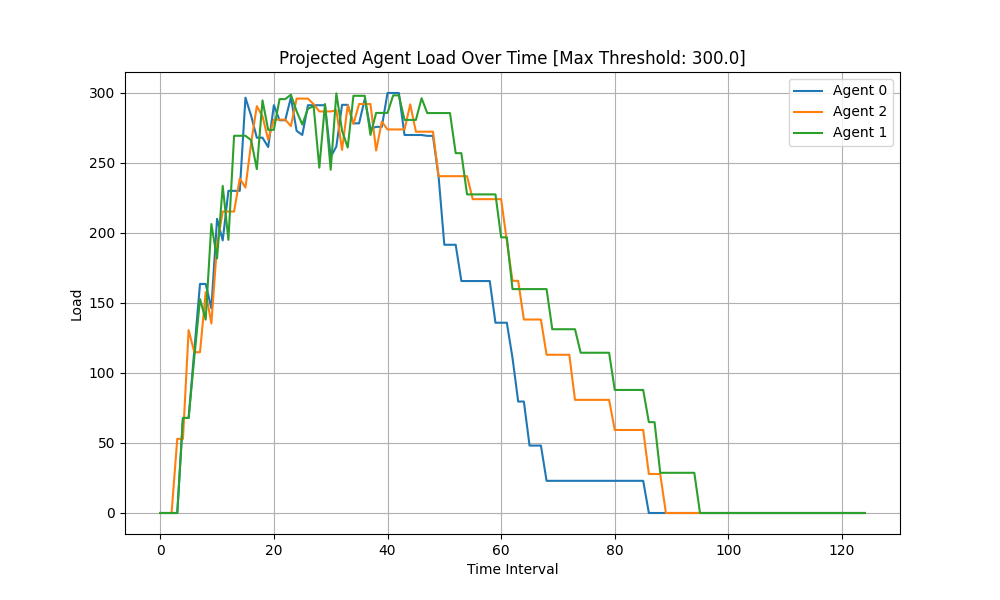 Projected Agent Load Over Time [Max Threshold: 300.0]
Agent 0
Agent 2
Agent 1
Load
300
250
200
150
100
50
0
0 20 40 60 80 100 120
Time Interval